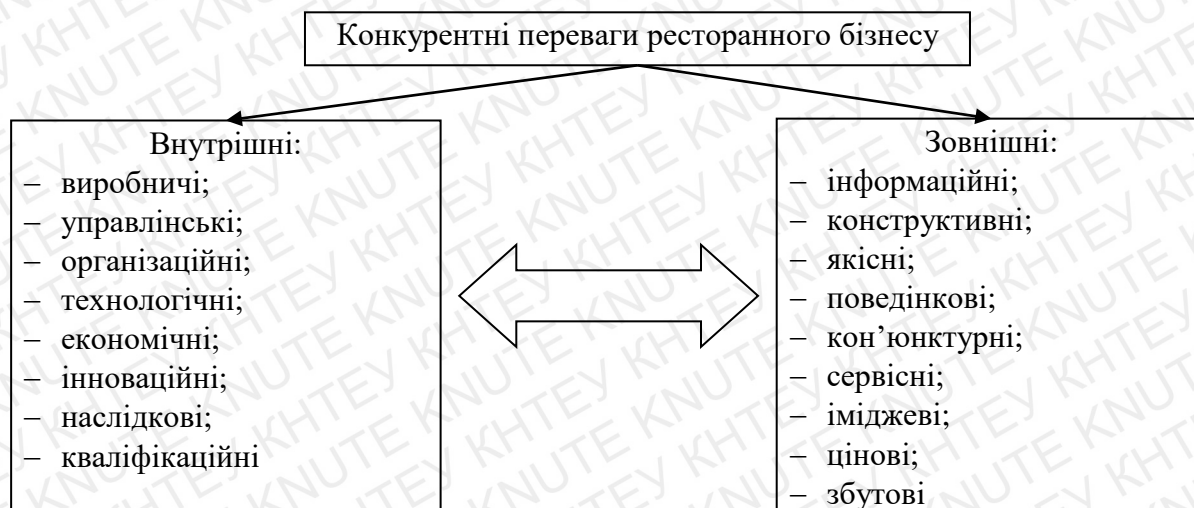 Конкурентні переваги ресторанного бізнесу
Внутрішні:
– виробничі;
– управлінські;
– організаційні;
– технологічні;
– економічні;
– інноваційні;
– наслідкові;
– кваліфікаційні
Зовнішні:
– інформаційні;
– конструктивні;
– якісні;
– поведінкові;
– кон’юнктурні;
– сервісні;
– іміджеві;
– цінові;
– збутові